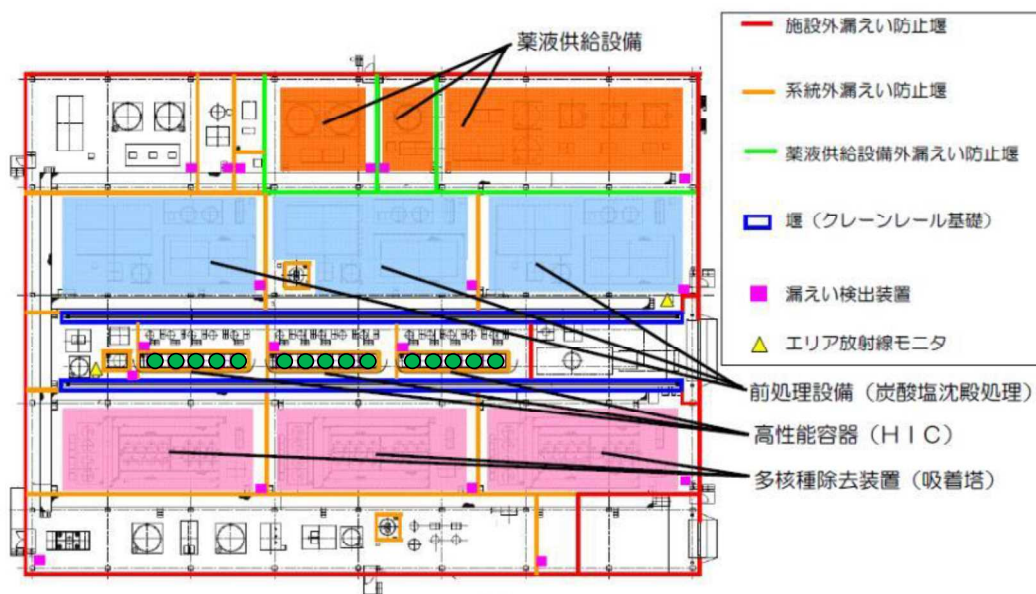 薬液供給設備
施設外漏えい防止堰
系統外漏えい防止堰
薬液供給設備外漏えい防止堰
堰（クレーンレール基礎）
漏えい検出装置
エリア放射線モニタ
前処理設備（炭酸塩沈殿処理）
高性能容器（ＨＩＣ）
多核種除去装置（吸着塔）